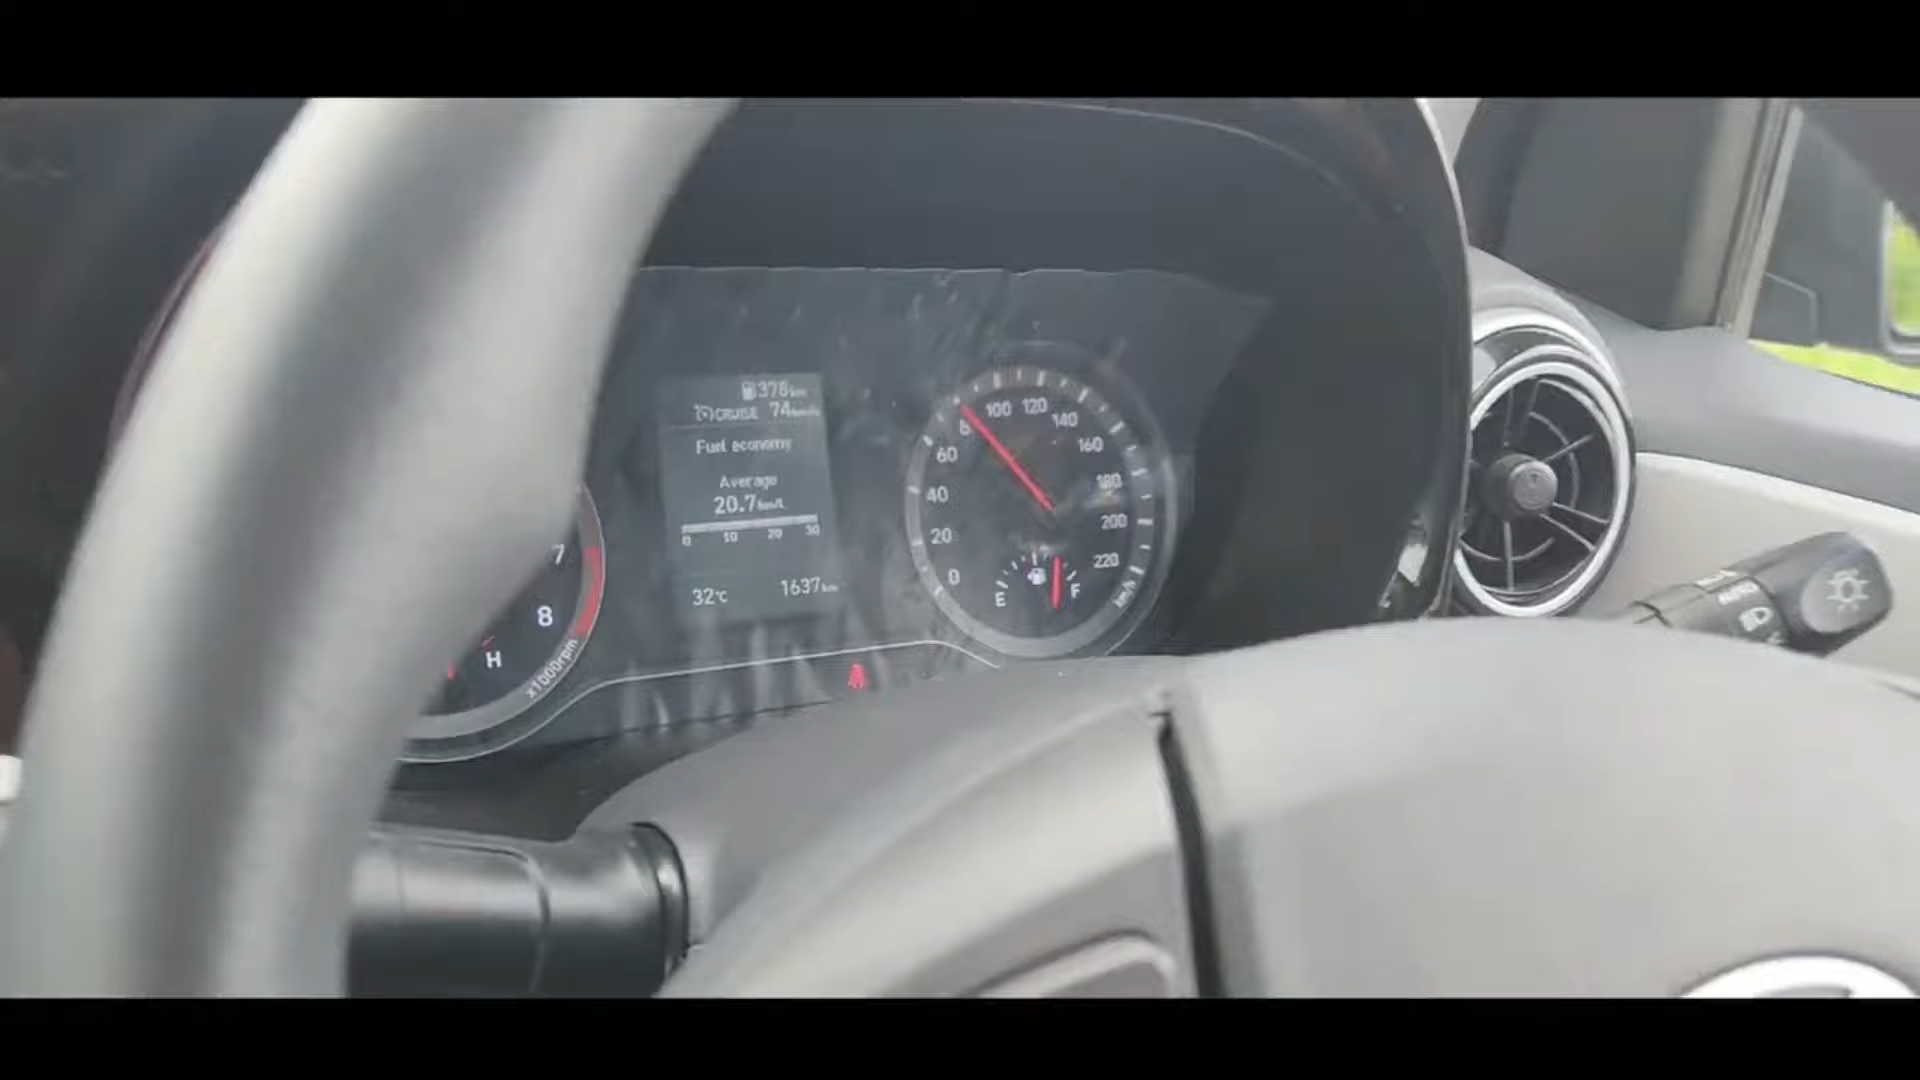 378km
CRUISE 74km/h
Fuel economy
Average
20.7km/L
0 10 20 30
32°C 1637km
7
8
H
x1000rpm
0
20
40
60
100
120
140
160
180
200
220
km/h
E F